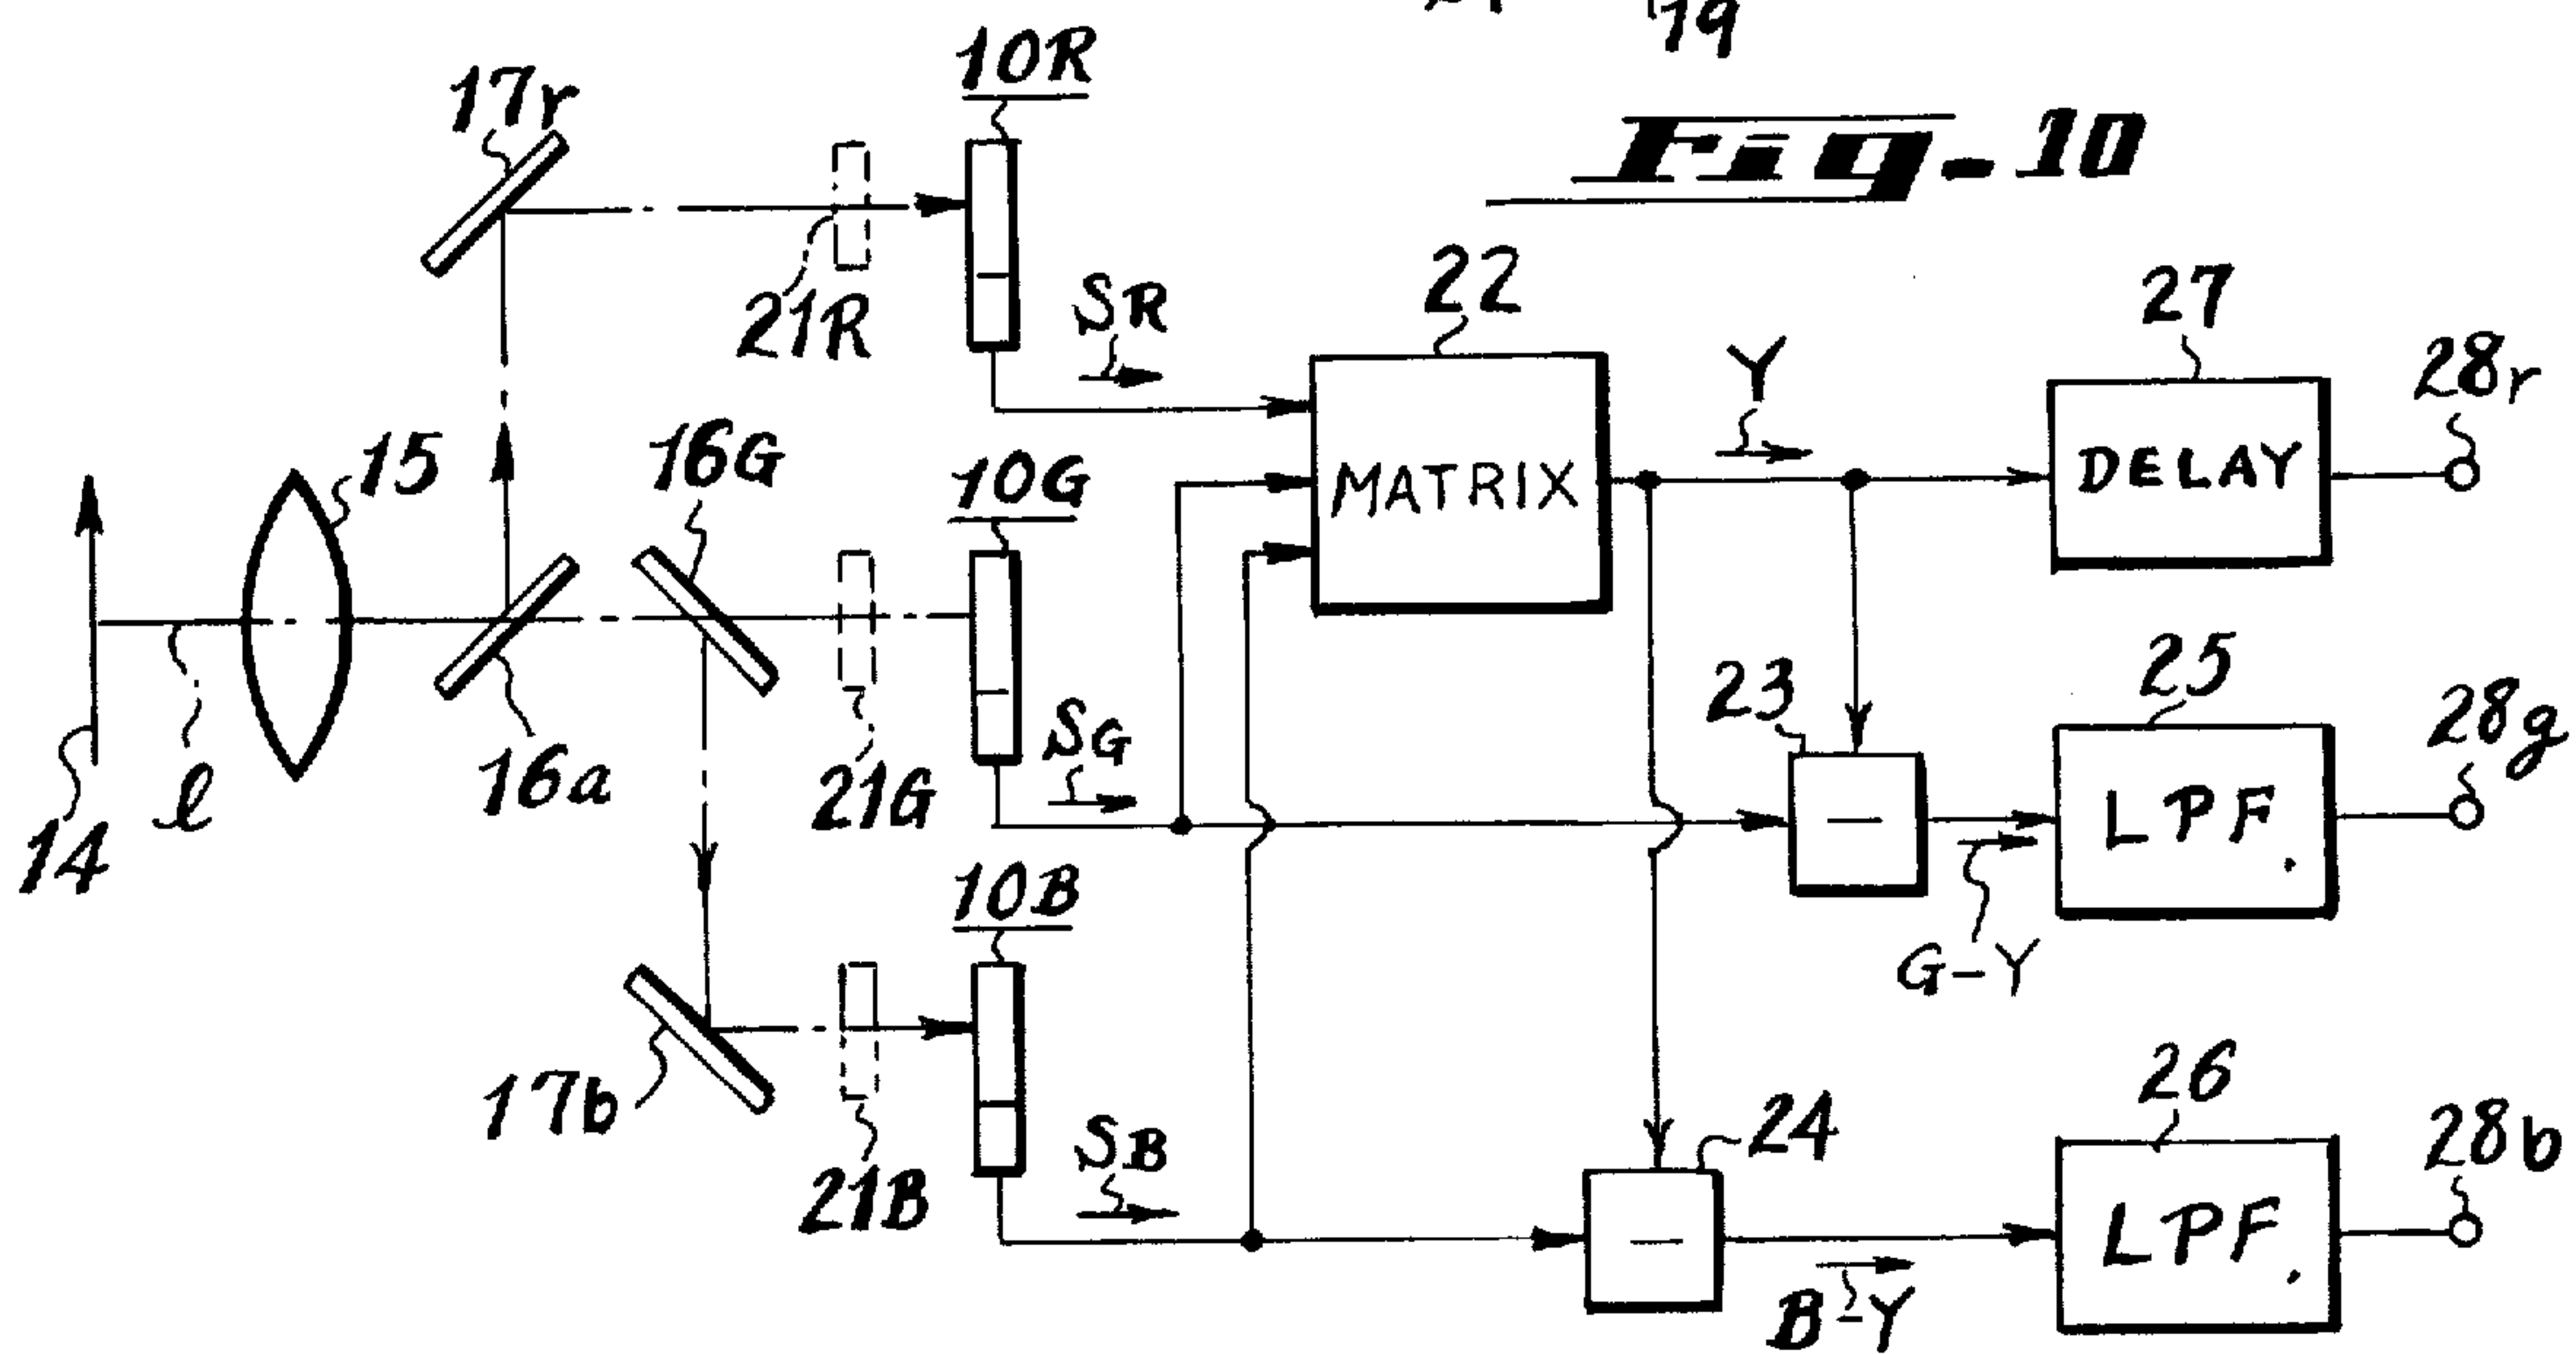 19
10R
17r
Fig-10
21R
SR
22
27
28r
Y
15
16G
10G
MATRIX
DELAY
16a
21G
SG
23
25
28g
LPF.
14
l
G-Y
10B
17b
21B
SB
24
26
28b
LPF.
B-Y